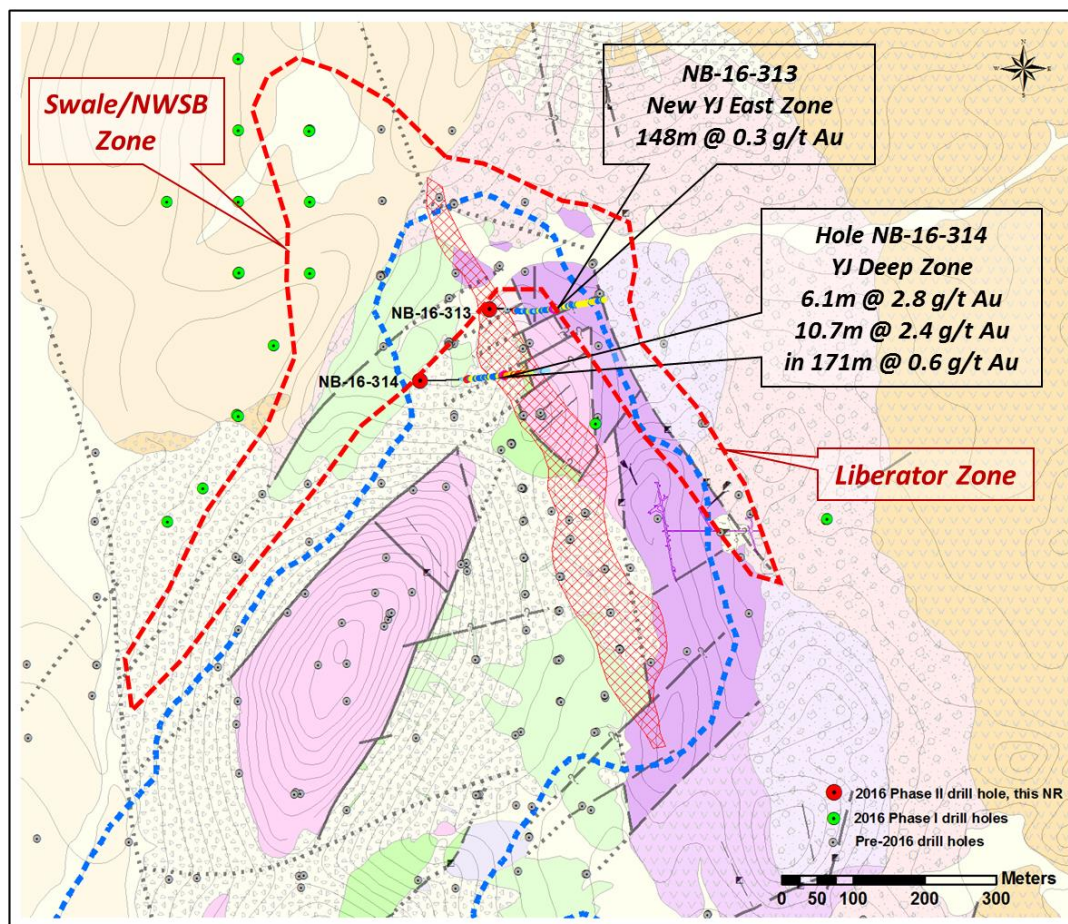 Swale/NWSB
Zone
NB-16-313
New YJ East Zone
148m @ 0.3 g/t Au
Hole NB-16-314
YJ Deep Zone
6.1m @ 2.8 g/t Au
10.7m @ 2.4 g/t Au
in 171m @ 0.6 g/t Au
NB-16-313
NB-16-314
Liberator Zone
2016 Phase II drill hole, this NR
2016 Phase I drill holes
Pre-2016 drill holes
Meters
0 50 100 200 300
N
W E
S